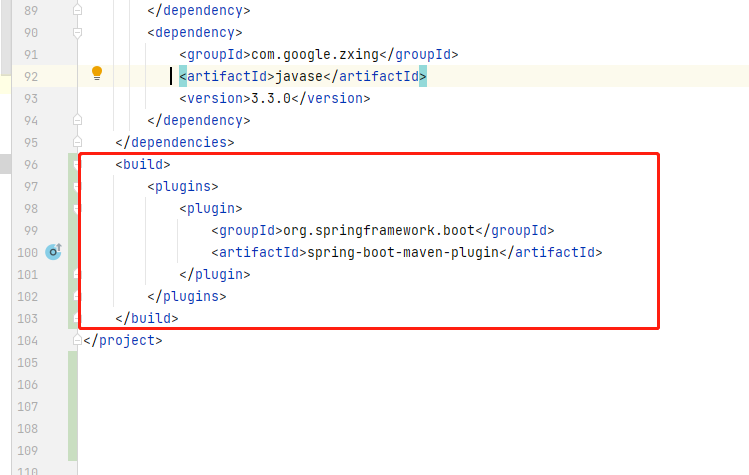 89 </dependency>
90 <dependency>
91 <groupId>com.google.zxing</groupId>
92 <artifactId>javase</artifactId>
93 <version>3.3.0</version>
94 </dependency>
95 </dependencies>
96 <build>
97 <plugins>
98 <plugin>
99 <groupId>org.springframework.boot</groupId>
100 <artifactId>spring-boot-maven-plugin</artifactId>
101 </plugin>
102 </plugins>
103 </build>
104 </project>
105
106
107
108
109
110